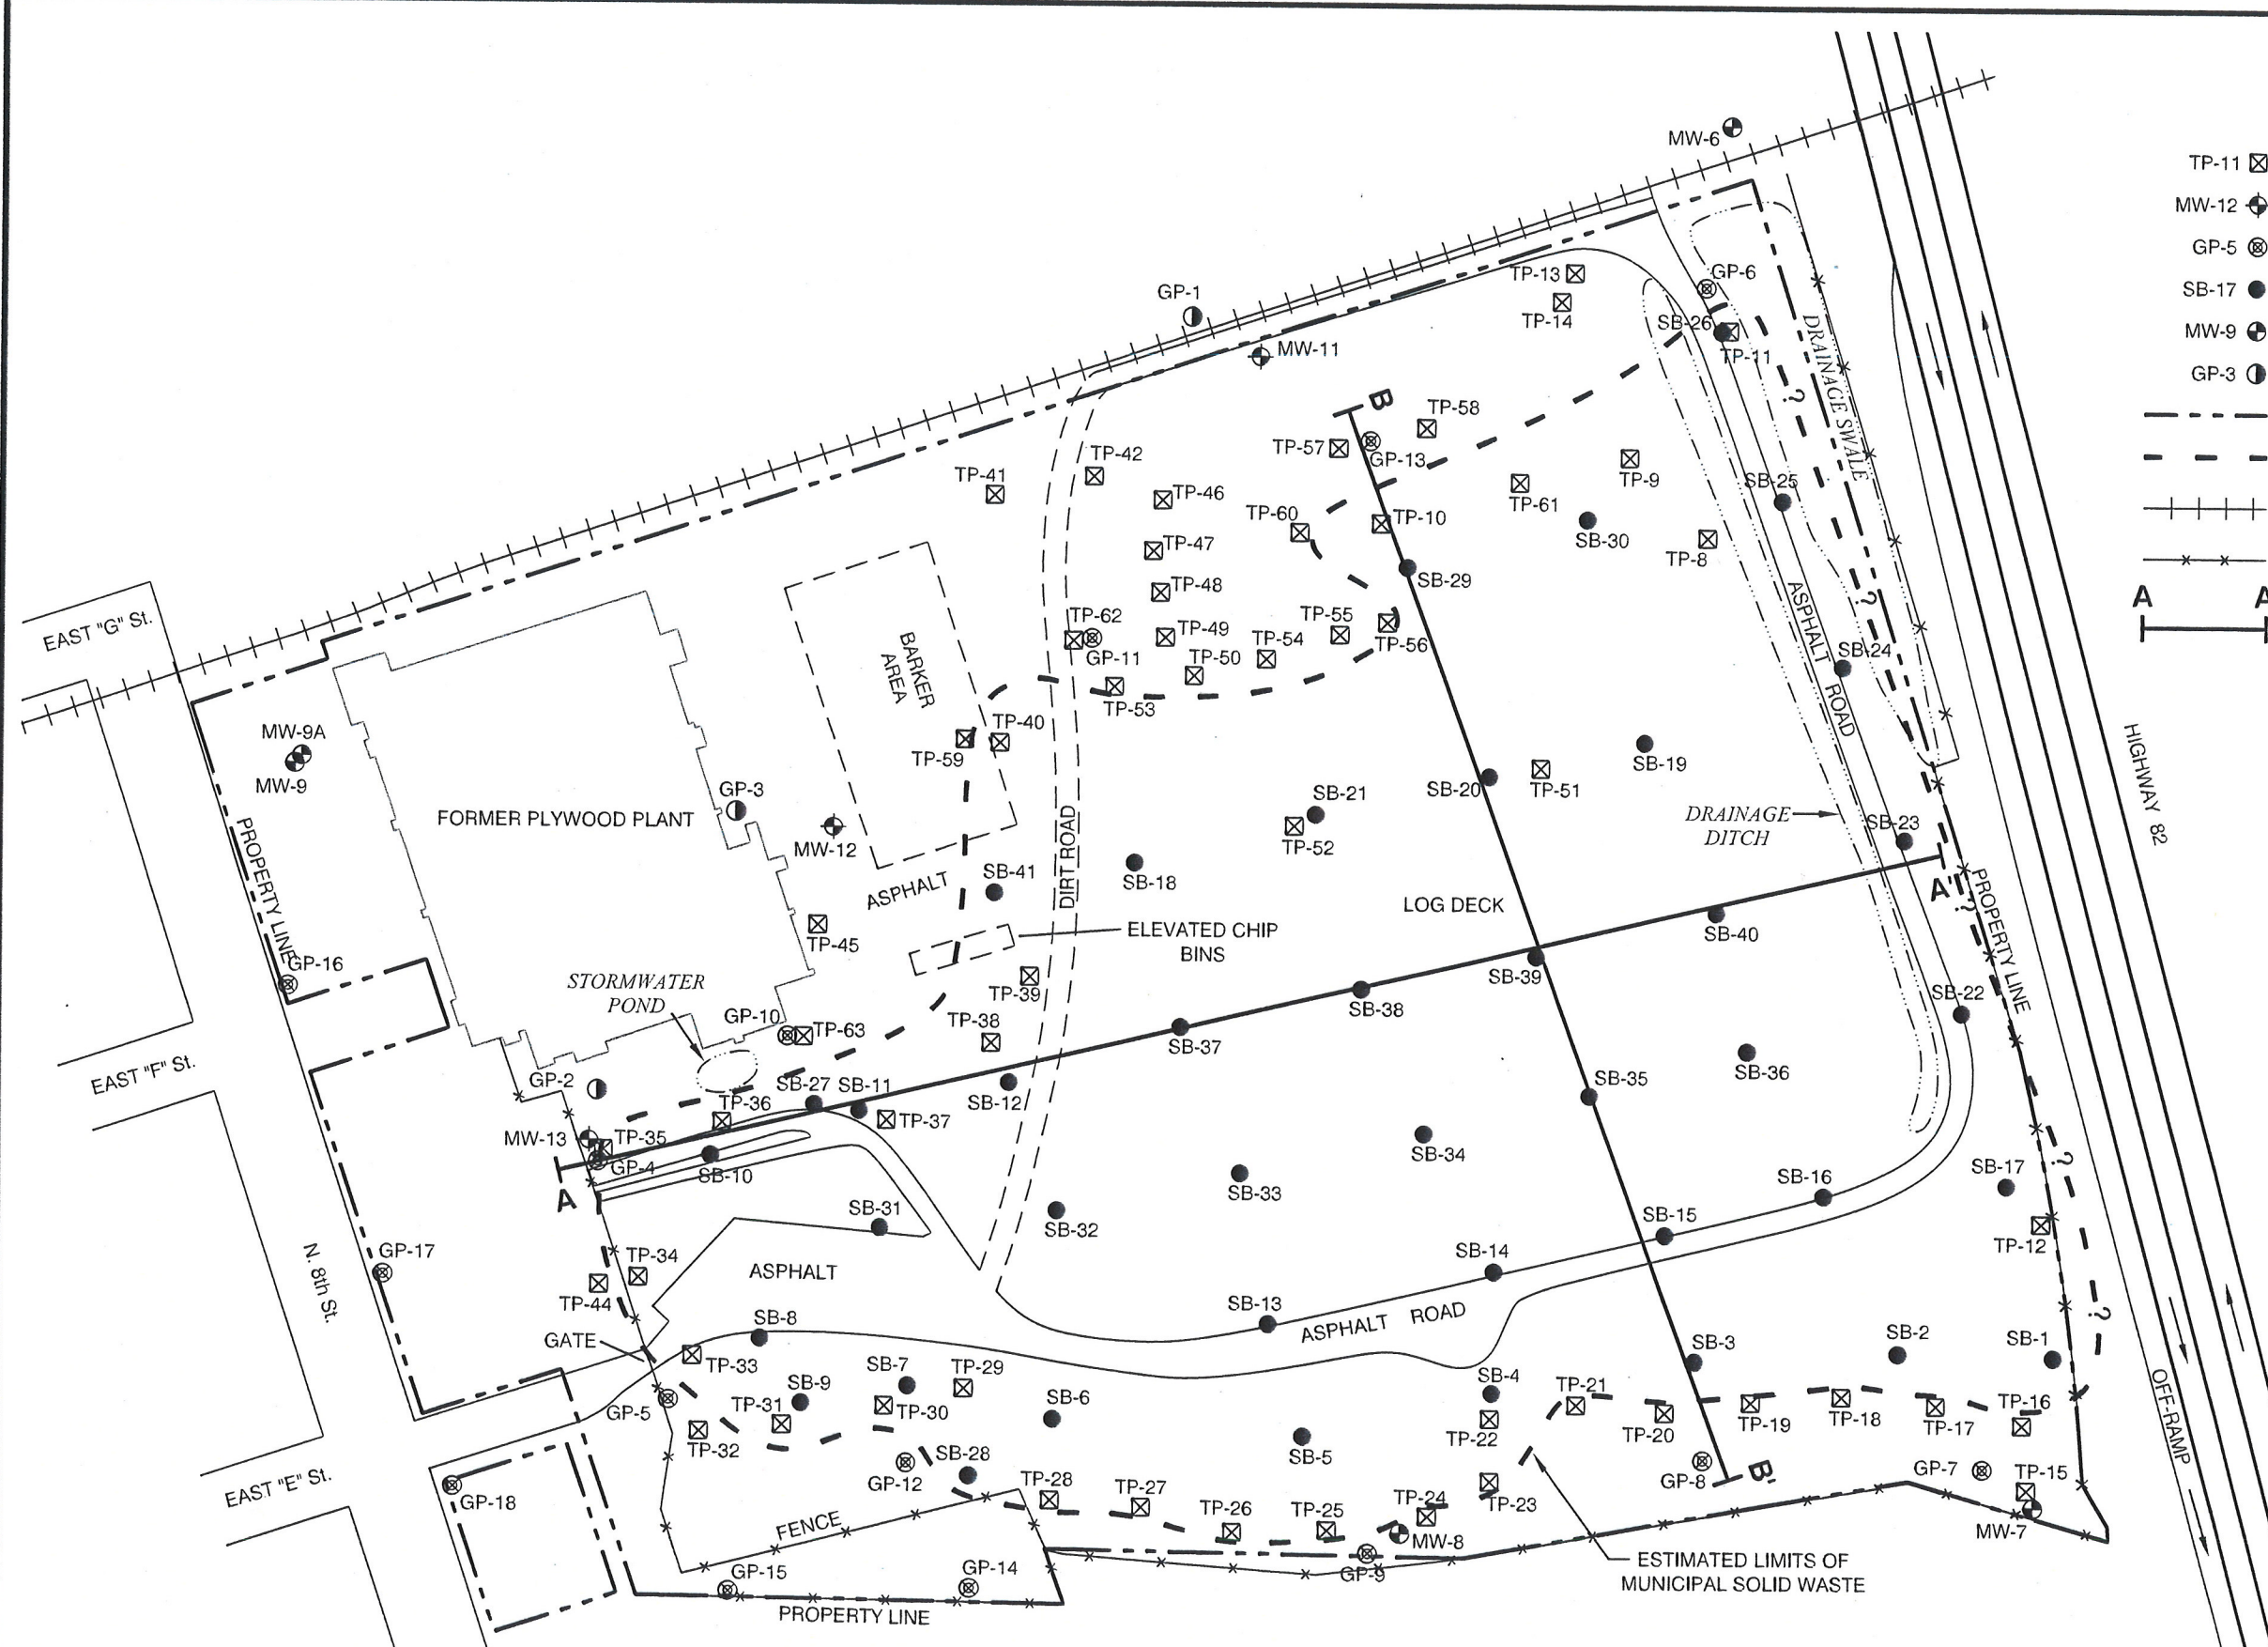 MW-6
TP-11
MW-12
GP-5
SB-17
MW-9
GP-3
A
TP-13
TP-14
GP-6
SB-26
TP-11
DRAINAGE SWALE
?
GP-1
MW-11
B
TP-58
TP-57
GP-13
TP-42
TP-41
TP-46
TP-9
TP-61
SB-25
TP-60
TP-10
SB-30
TP-8
TP-47
SB-29
TP-48
EAST "G" St.
TP-62
GP-11
TP-49
TP-55
TP-54
TP-50
TP-56
?
ASPHALT ROAD
SB-24
BARKER
AREA
TP-53
TP-40
TP-59
MW-9A
MW-9
HIGHWAY 82
SB-19
SB-20
TP-51
SB-21
TP-52
GP-3
FORMER PLYWOOD PLANT
MW-12
DRAINAGE
DITCH
SB-23
SB-18
SB-41
ASPHALT
DIRT ROAD
LOG DECK
A'
?
PROPERTY LINE
PROPERTY LINE
SB-40
TP-45
ELEVATED CHIP
BINS
SB-39
GP-16
STORMWATER
POND
TP-39
SB-38
SB-22
GP-10
TP-63
TP-38
SB-37
SB-36
EAST "F" St.
GP-2
SB-27
SB-11
SB-12
SB-35
TP-36
TP-37
MW-13
TP-35
GP-4
SB-10
A
SB-34
SB-33
SB-32
SB-31
SB-17
?
SB-16
SB-15
TP-12
SB-14
GP-17
N. 8th St.
TP-34
TP-44
ASPHALT
SB-13
ASPHALT ROAD
?
SB-8
GATE
TP-33
SB-3
SB-2
SB-1
SB-7
TP-29
SB-9
TP-31
TP-30
GP-5
TP-32
SB-6
SB-4
TP-21
TP-22
TP-20
TP-19
TP-18
TP-17
TP-16
OFF-RAMP
SB-5
GP-12
SB-28
GP-8
B'
GP-7
TP-15
EAST "E" St.
GP-18
TP-28
TP-27
TP-26
TP-25
TP-24
TP-23
FENCE
MW-8
MW-7
GP-9
GP-15
GP-14
ESTIMATED LIMITS OF
MUNICIPAL SOLID WASTE
PROPERTY LINE